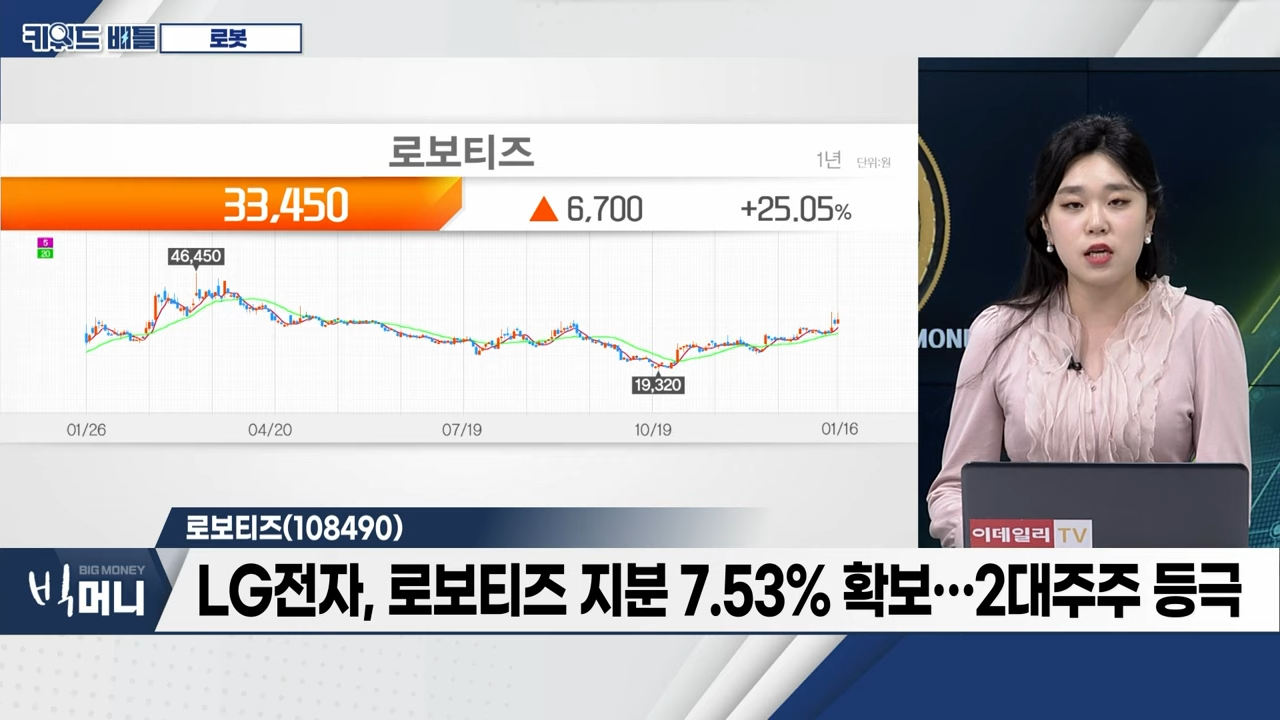 키워드 배틀
로봇
로보티즈
1년 단위:원
33,450 ▲ 6,700 +25.05%
5
20
46,450
19,320
01/26 04/20 07/19 10/19 01/16
MONE
이데일리 TV
로보티즈(108490)
BIG MONEY
빅머니
LG전자, 로보티즈 지분 7.53% 확보…2대주주 등극